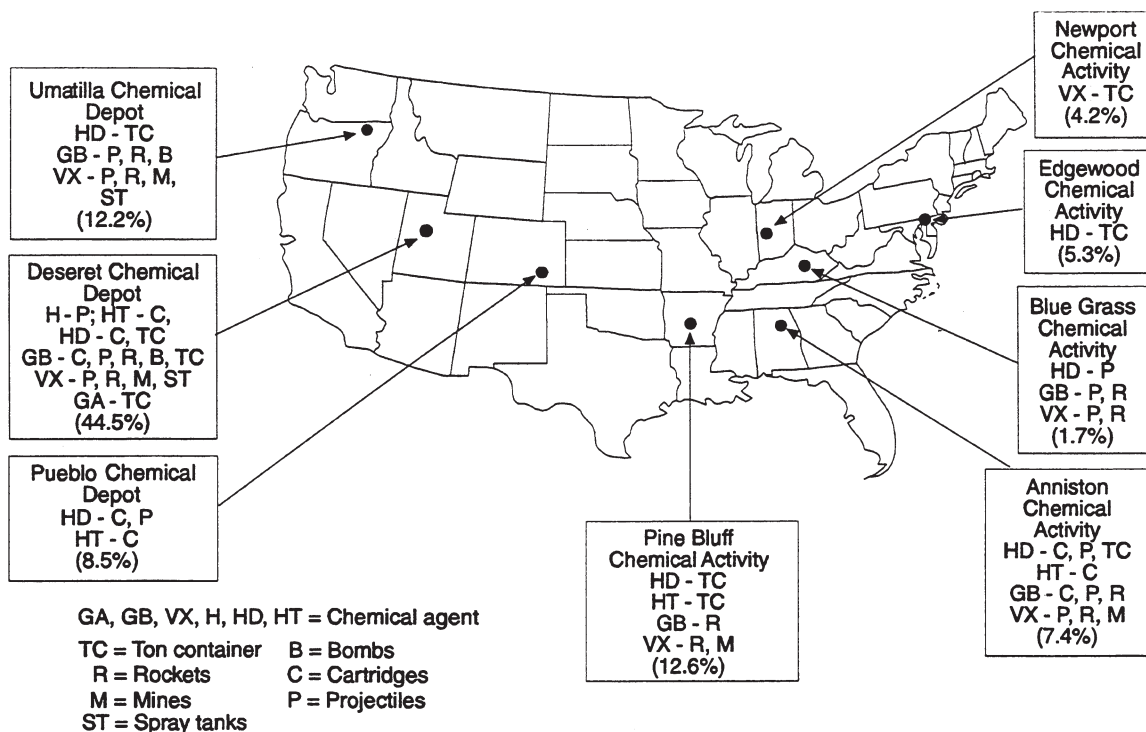 Newport
Chemical
Activity
VX - TC
(4.2%)
Umatilla Chemical
Depot
HD - TC
GB - P, R, B
VX - P, R, M,
ST
(12.2%)
Edgewood
Chemical
Activity
HD - TC
(5.3%)
Deseret Chemical
Depot
H - P; HT - C,
HD - C, TC
GB - C, P, R, B, TC
VX - P, R, M, ST
GA - TC
(44.5%)
Blue Grass
Chemical
Activity
HD - P
GB - P, R
VX - P, R
(1.7%)
Pueblo Chemical
Depot
HD - C, P
HT - C
(8.5%)
Pine Bluff
Chemical Activity
HD - TC
HT - TC
GB - R
VX - R, M
(12.6%)
Anniston
Chemical
Activity
HD - C, P, TC
HT - C
GB - C, P, R
VX - P, R, M
(7.4%)
GA, GB, VX, H, HD, HT = Chemical agent
TC = Ton container B = Bombs
R = Rockets C = Cartridges
M = Mines P = Projectiles
ST = Spray tanks